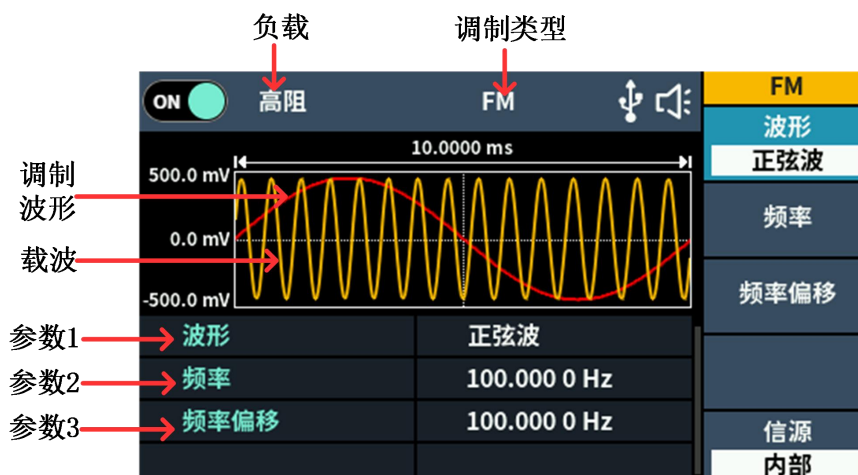 负载
调制类型
ON
高阻
FM
FM
波形
正弦波
10.0000 ms
500.0 mV
调制
波形
频率
0.0 mV
载波
频率偏移
-500.0 mV
参数1
波形
正弦波
参数2
频率
100.000 0 Hz
参数3
频率偏移
100.000 0 Hz
信源
内部